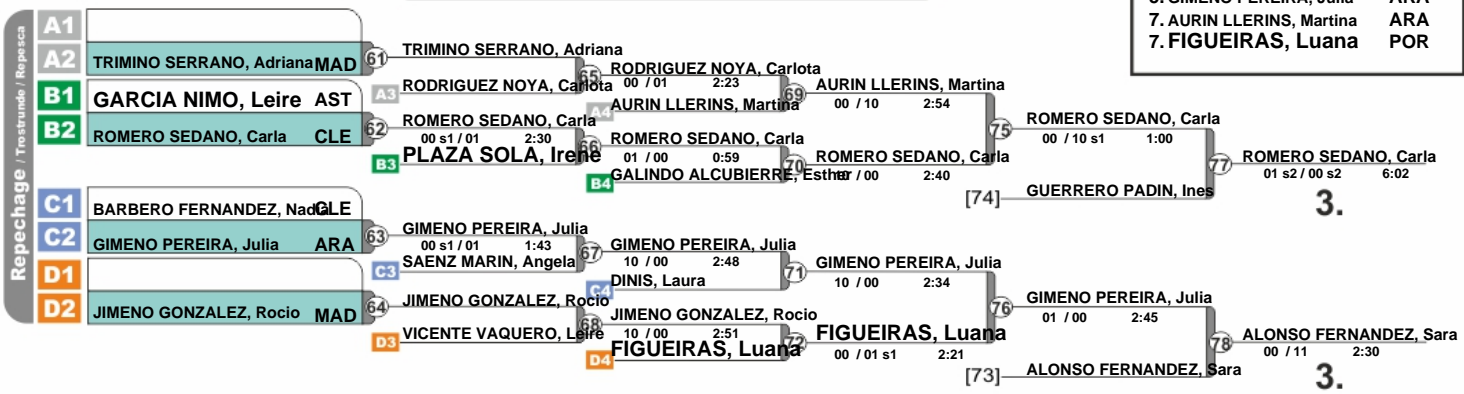 ARA
7. AURIN LLERINS, Martina ARA
7. FIGUEIRAS, Luana POR
Repechage / Trostrunde / Repesca
A1
A2 TRIMINO SERRANO, Adriana MAD
B1 GARCIA NIMO, Leire AST
B2 ROMERO SEDANO, Carla CLE
C1 BARBERO FERNANDEZ, Nadia CLE
C2 GIMENO PEREIRA, Julia ARA
D1
D2 JIMENO GONZALEZ, Rocio MAD
61 TRIMINO SERRANO, Adriana
A3 RODRIGUEZ NOYA, Carlota
62 ROMERO SEDANO, Carla
00 s1 / 01 2:30
B3 PLAZA SOLA, Irene
63 GIMENO PEREIRA, Julia
00 s1 / 01 1:43
C3 SAENZ MARIN, Angela
64 JIMENO GONZALEZ, Rocio
D3 VICENTE VAQUERO, Leire
65 RODRIGUEZ NOYA, Carlota
00 / 01 2:23
A4 AURIN LLERINS, Martina
66 ROMERO SEDANO, Carla
01 / 00 0:59
B4 GALINDO ALCUBIERRE, Esther
67 GIMENO PEREIRA, Julia
10 / 00 2:48
C4 DINIS, Laura
68 JIMENO GONZALEZ, Rocio
10 / 00 2:51
D4 FIGUEIRAS, Luana
69 AURIN LLERINS, Martina
00 / 10 2:54
70 ROMERO SEDANO, Carla
/ 00 2:40
71 GIMENO PEREIRA, Julia
10 / 00 2:34
72 FIGUEIRAS, Luana
00 / 01 s1 2:21
75 ROMERO SEDANO, Carla
00 / 10 s1 1:00
[74] GUERRERO PADIN, Ines
76 GIMENO PEREIRA, Julia
01 / 00 2:45
[73] ALONSO FERNANDEZ, Sara
77 ROMERO SEDANO, Carla
01 s2 / 00 s2 6:02
3.
78 ALONSO FERNANDEZ, Sara
00 / 11 2:30
3.